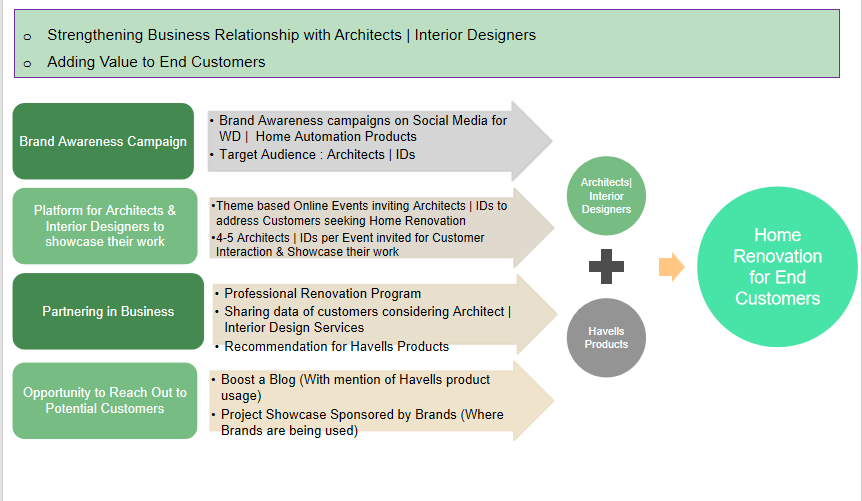 o Strengthening Business Relationship with Architects | Interior Designers
o Adding Value to End Customers
Brand Awareness Campaign
• Brand Awareness campaigns on Social Media for
WD | Home Automation Products
• Target Audience : Architects | IDs
Platform for Architects &
Interior Designers to
showcase their work
•Theme based Online Events inviting Architects | IDs to
address Customers seeking Home Renovation
•4-5 Architects | IDs per Event invited for Customer
Interaction & Showcase their work
Partnering in Business
• Professional Renovation Program
• Sharing data of customers considering Architect |
Interior Design Services
• Recommendation for Havells Products
Opportunity to Reach Out to
Potential Customers
• Boost a Blog (With mention of Havells product
usage)
• Project Showcase Sponsored by Brands (Where
Brands are being used)
Architects|
Interior
Designers
Havells
Products
Home
Renovation
for End
Customers